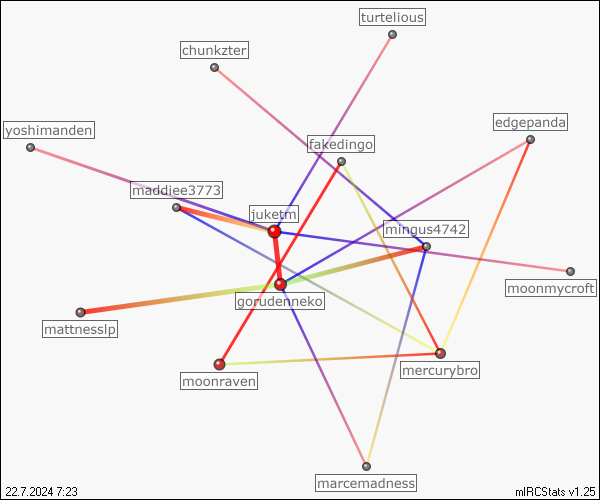 turtelious
chunkzter
edgepanda
yoshimanden
fakedingo
maddiee3773
juketm
mingus4742
moonmycroft
gorudenneko
mattnesslp
mercurybro
moonraven
marcemadness
22.7.2024 7:23
mIRCStats v1.25